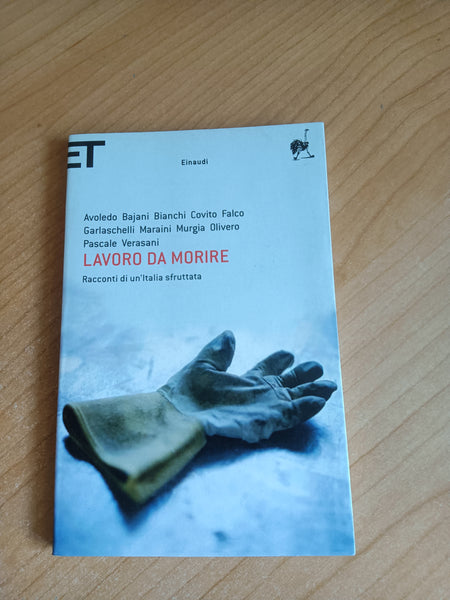 ET
Einaudi
Avoledo Bajani Bianchi Covito Falco
Garlaschelli Maraini Murgia Olivero
Pascale Verasani
LAVORO DA MORIRE
Racconti di un'Italia sfruttata